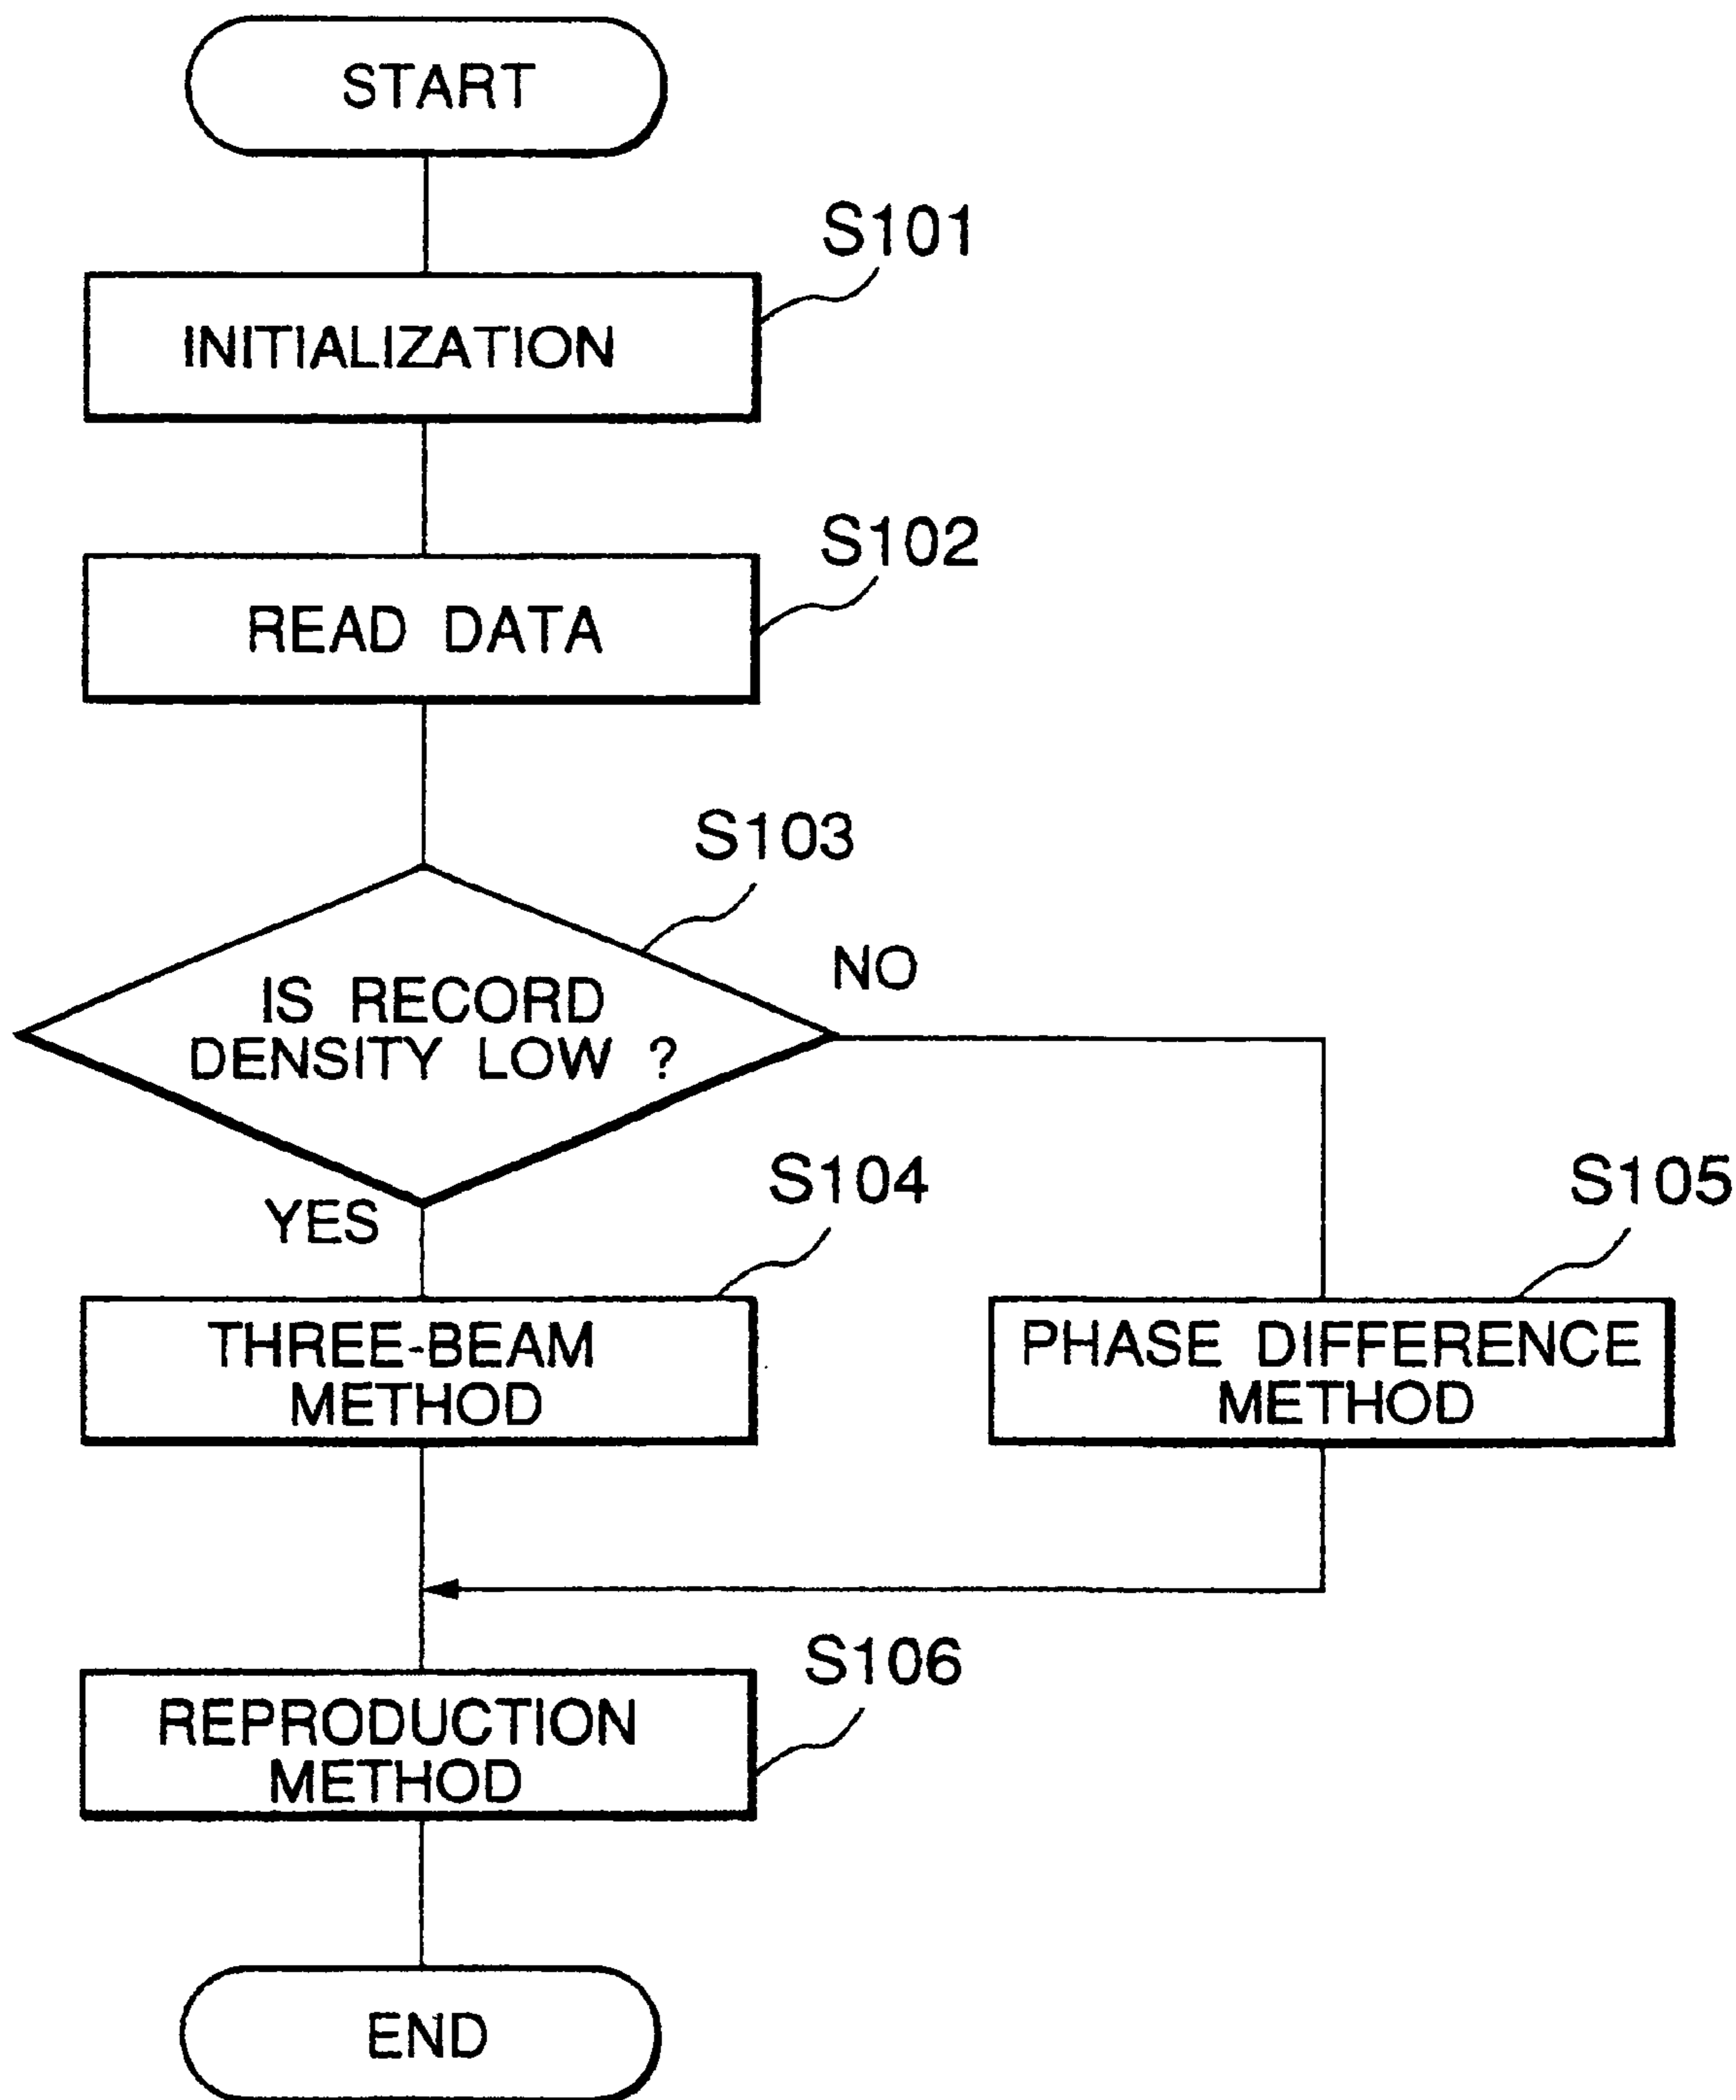 START
S101
INITIALIZATION
S102
READ DATA
S103
NO
IS RECORD
DENSITY LOW ?
YES
S104
S105
THREE-BEAM
METHOD
PHASE DIFFERENCE
METHOD
S106
REPRODUCTION
METHOD
END